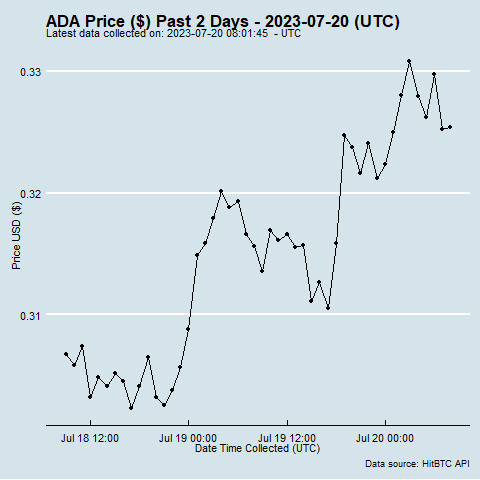 ADA Price ($) Past 2 Days - 2023-07-20 (UTC)
Latest data collected on: 2023-07-20 08:01:45 - UTC
0.33
0.32
0.31
Price USD ($)
Jul 18 12:00 Jul 19 00:00 Jul 19 12:00 Jul 20 00:00
Date Time Collected (UTC)
Data source: HitBTC API